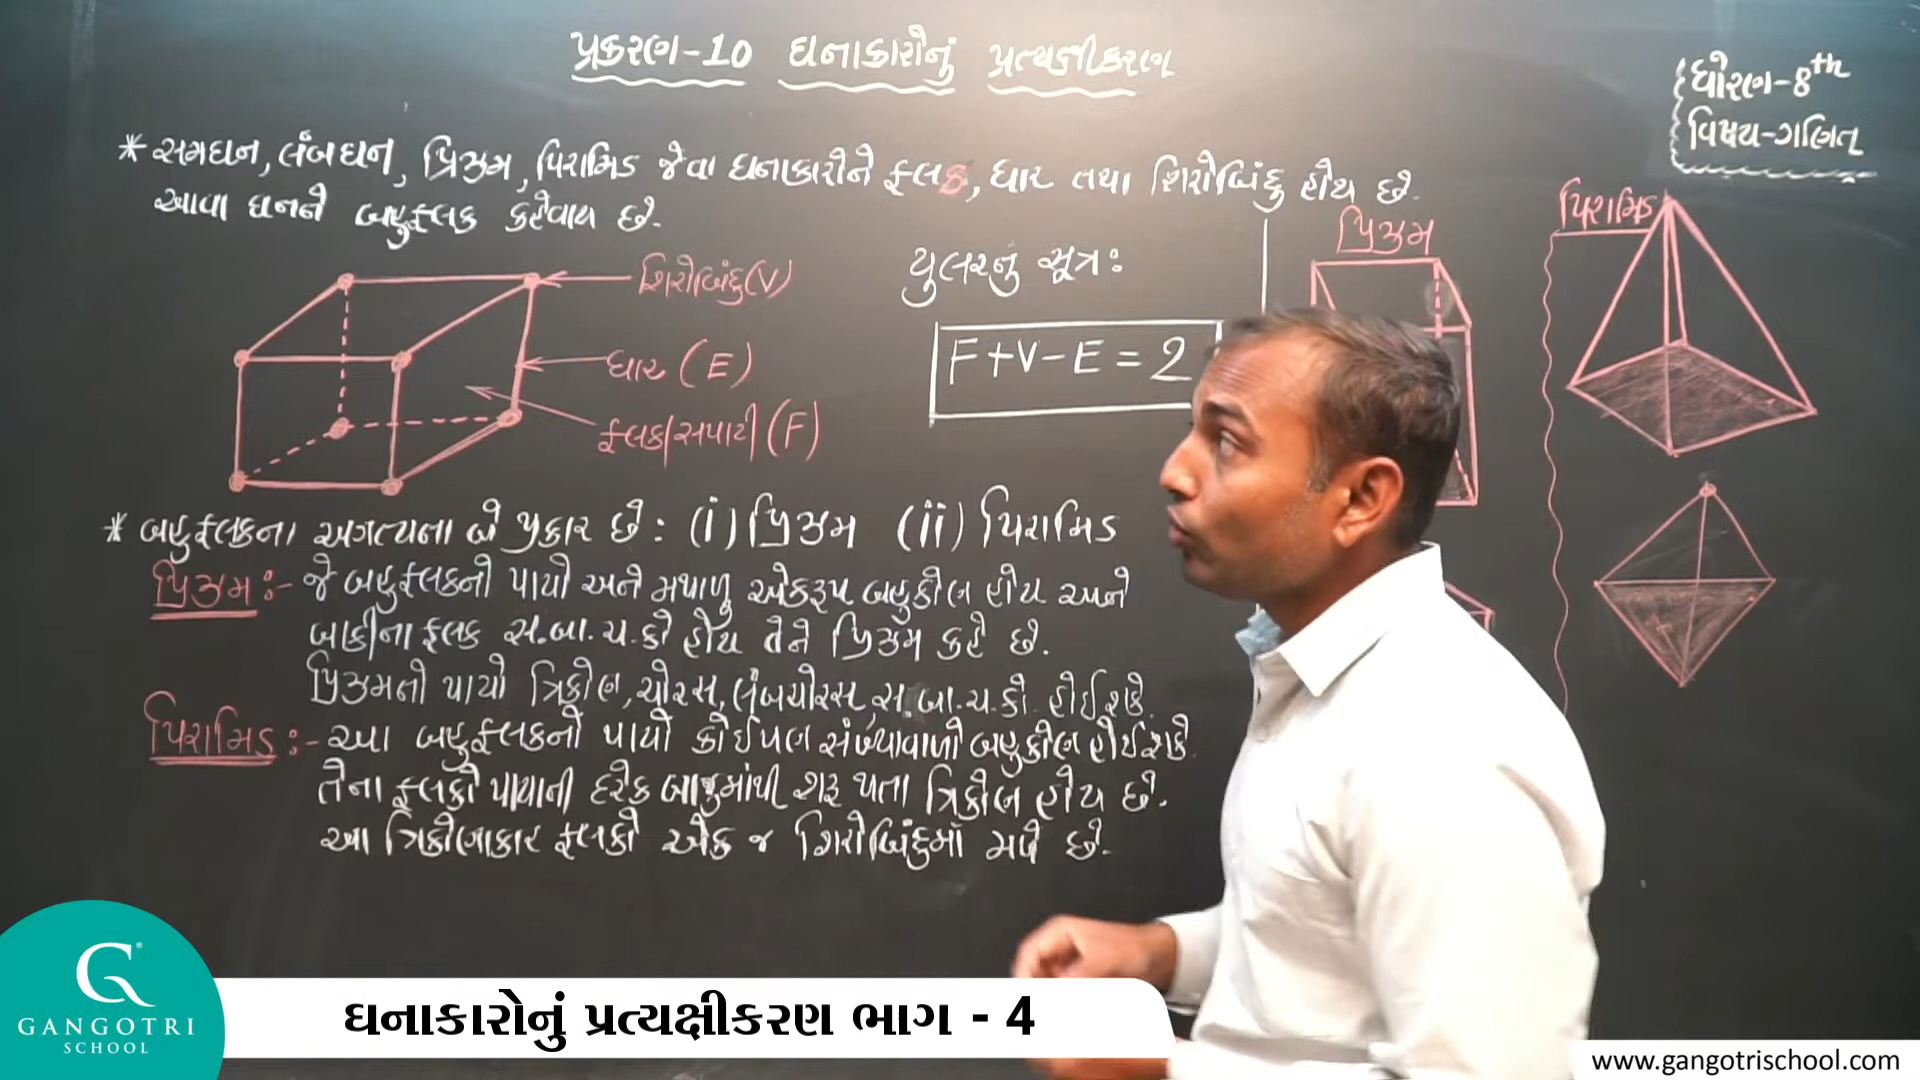 પ્રકરણ-10 ઘનાકારોનું પ્રત્યક્ષીકરણ
ધોરણ-8th
વિષય-ગણિત
* સમઘન, લંબઘન, પ્રિઝમ, પિરામિડ જેવા ઘનાકારોને ફલક, ધાર તથા શિરોબિંદુ હોય છે.
આવા ઘનને બહુફલક કહેવાય છે.
શિરોબિંદુ(V)
ધાર (E)
ફલક/સપાટી (F)
યુલરનું સૂત્ર:
F+V-E=2
પ્રિઝમ
પિરામિડ
* બહુફલકના અગત્યના બે પ્રકાર છે: (i) પ્રિઝમ (ii) પિરામિડ
પ્રિઝમ:- જે બહુફલકનો પાયો અને મથાળુ એકરૂપ બહુકોણ હોય અને
બાકીના ફલક સ.બા.ચ.કો હોય તેને પ્રિઝમ કહે છે.
પ્રિઝમનો પાયો ત્રિકોણ, ચોરસ, લંબચોરસ, સ.બા.ચ.કો. હોઈ શકે.
પિરામિડ:- આ બહુફલકનો પાયો કોઈપણ સંખ્યાવાળો બહુકોણ હોઈ શકે
તેના ફલકો પાયાની દરેક બાજુમાંથી શરૂ થતા ત્રિકોણ હોય છે.
આ ત્રિકોણાકાર ફલકો એક જ શિરોબિંદુમાં મળે છે.
GANGOTRI
SCHOOL
ઘનાકારોનું પ્રત્યક્ષીકરણ ભાગ - 4
www.gangotrischool.com